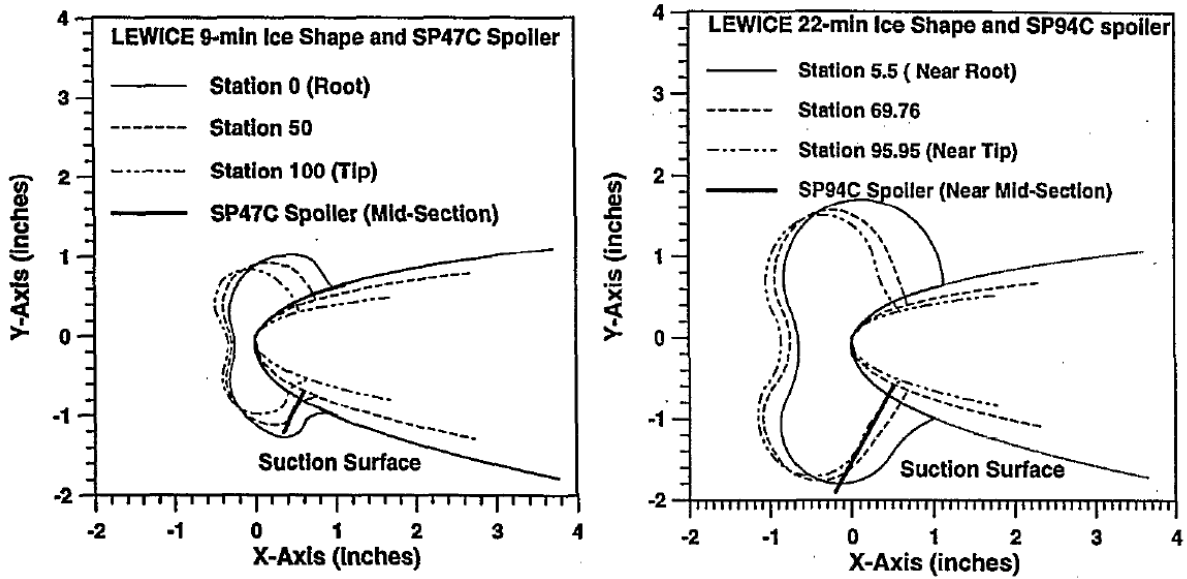 LEWICE 9-min Ice Shape and SP47C Spoiler
Station 0 (Root)
Station 50
Station 100 (Tip)
SP47C Spoiler (Mid-Section)
Suction Surface
Y-Axis (inches)
4
3
2
1
0
-1
-2
-2
-1
0
1
2
3
4
X-Axis (inches)
LEWICE 22-min Ice Shape and SP94C spoiler
Station 5.5 ( Near Root)
Station 69.76
Station 95.95 (Near Tip)
SP94C Spoiler (Near Mid-Section)
Suction Surface
Y-Axis (inches)
4
3
2
1
0
-1
-2
-2
-1
0
1
2
3
4
X-Axis (inches)